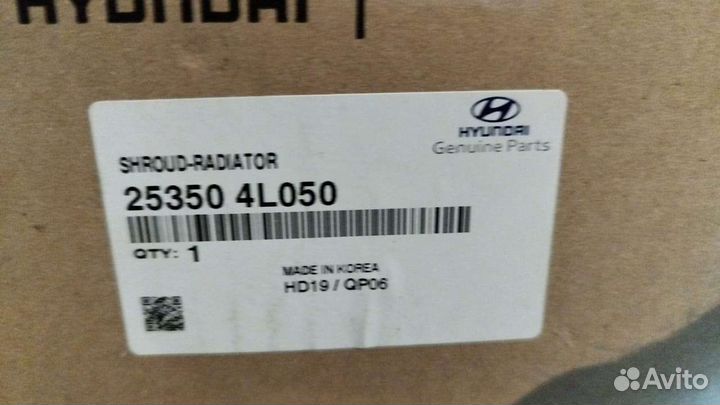 HYUNDAI
HYUNDAI
Genuine Parts
SHROUD-RADIATOR
25350 4L050
QTY: 1
MADE IN KOREA
HD19 / QP06
Avito